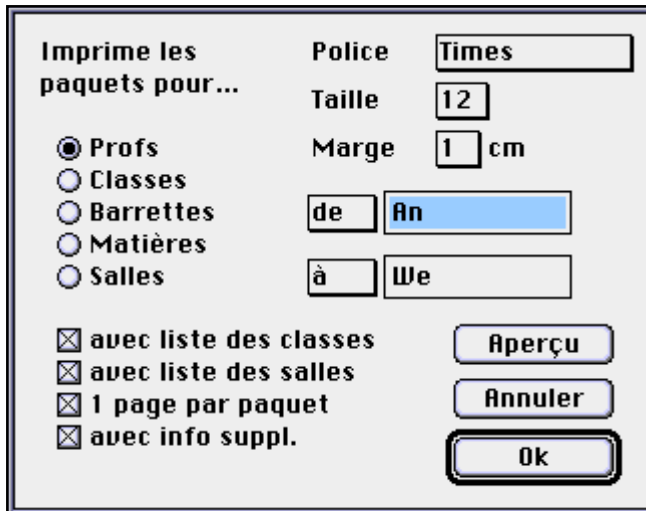 Imprime les
paquets pour...
Profs
Classes
Barrettes
Matières
Salles
Police Times
Taille 12
Marge 1 cm
de An
à We
avec liste des classes
avec liste des salles
1 page par paquet
avec info suppl.
Aperçu
Annuler
Ok